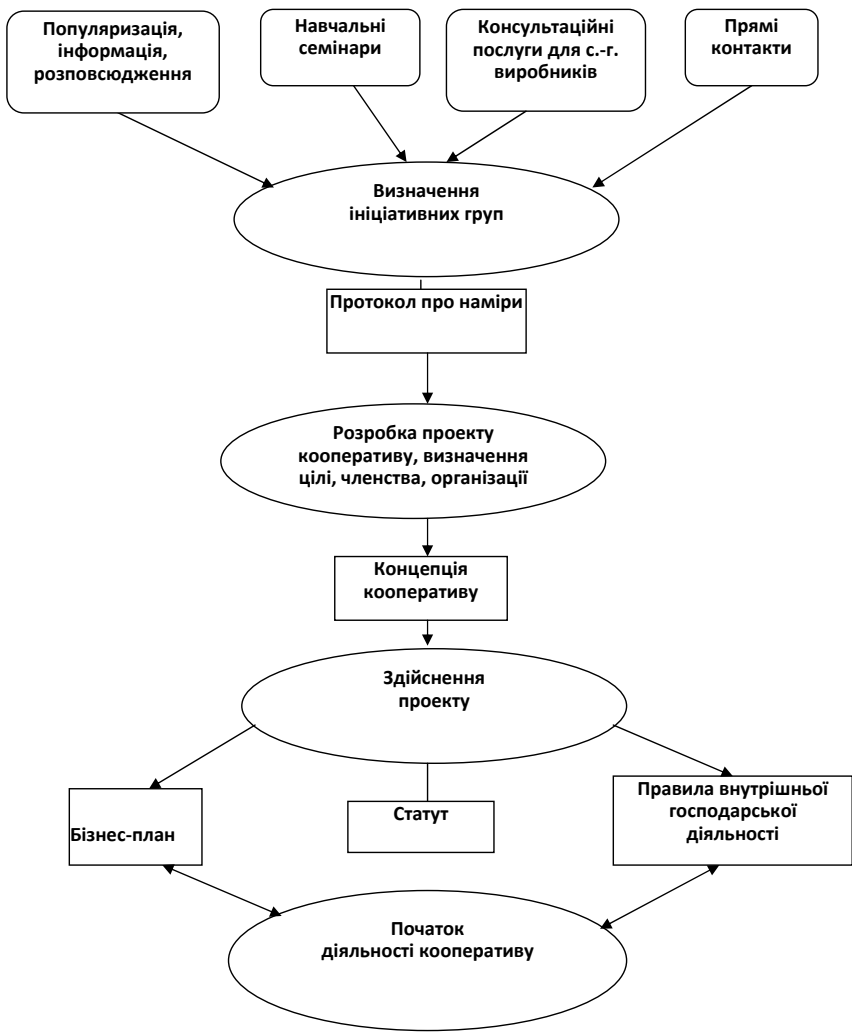 Популяризація,
інформація,
розповсюдження
Навчальні
семінари
Консультаційні
послуги для с.-г.
виробників
Прямі
контакти
Визначення
ініціативних груп
Протокол про наміри
Розробка проекту
кооперативу, визначення
цілі, членства, організації
Концепція
кооперативу
Здійснення
проекту
Бізнес-план
Статут
Правила внутрішньої
господарської
діяльності
Початок
діяльності кооперативу